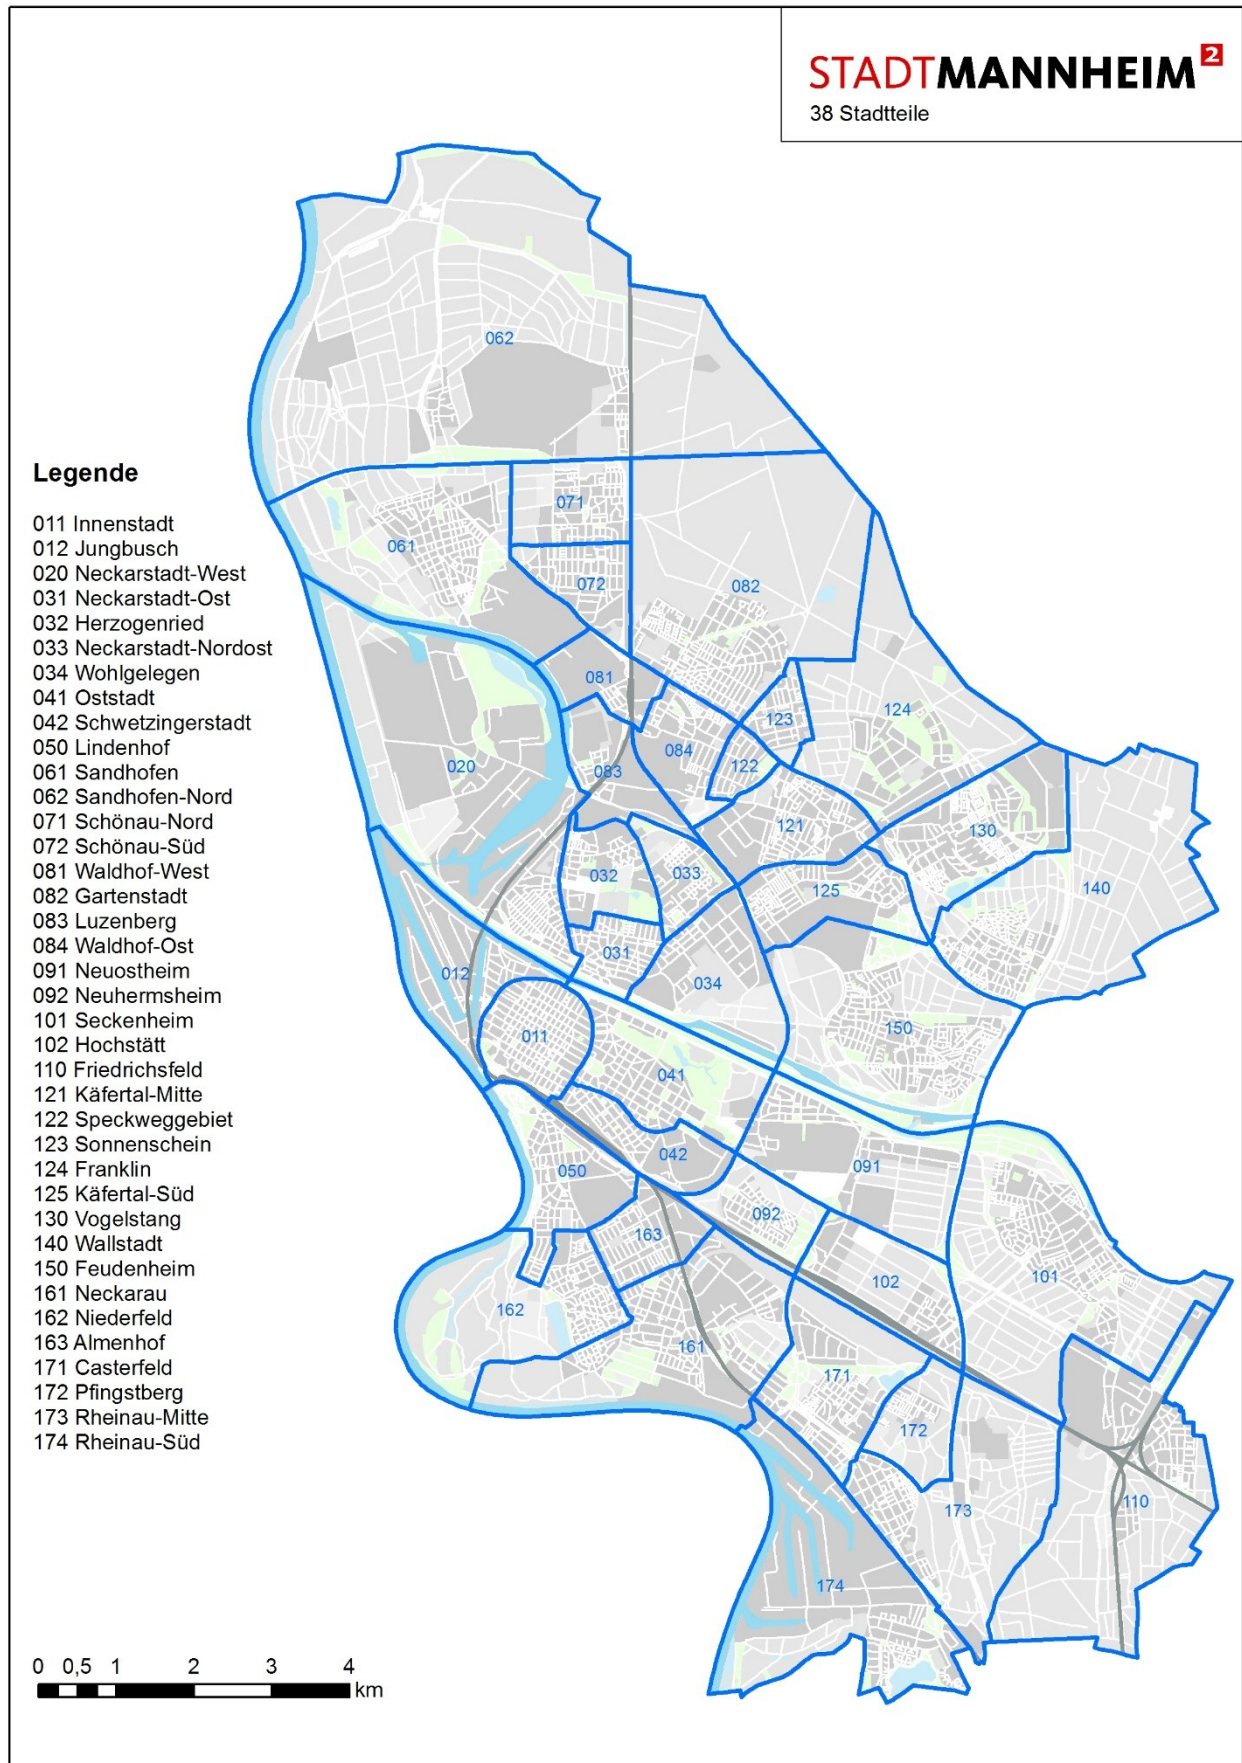 STADTMANNHEIM²
38 Stadtteile
062
071
061
072
082
081
123
124
084
122
020
083
121
130
032
033
125
140
031
012
034
011
150
041
042
050
091
092
163
101
102
162
161
171
172
173
110
174
Legende
011 Innenstadt
012 Jungbusch
020 Neckarstadt-West
031 Neckarstadt-Ost
032 Herzogenried
033 Neckarstadt-Nordost
034 Wohlgelegen
041 Oststadt
042 Schwetzingerstadt
050 Lindenhof
061 Sandhofen
062 Sandhofen-Nord
071 Schönau-Nord
072 Schönau-Süd
081 Waldhof-West
082 Gartenstadt
083 Luzenberg
084 Waldhof-Ost
091 Neuostheim
092 Neuhermsheim
101 Seckenheim
102 Hochstätt
110 Friedrichsfeld
121 Käfertal-Mitte
122 Speckweggebiet
123 Sonnenschein
124 Franklin
125 Käfertal-Süd
130 Vogelstang
140 Wallstadt
150 Feudenheim
161 Neckarau
162 Niederfeld
163 Almenhof
171 Casterfeld
172 Pfingstberg
173 Rheinau-Mitte
174 Rheinau-Süd
0 0,5 1 2 3 4
km